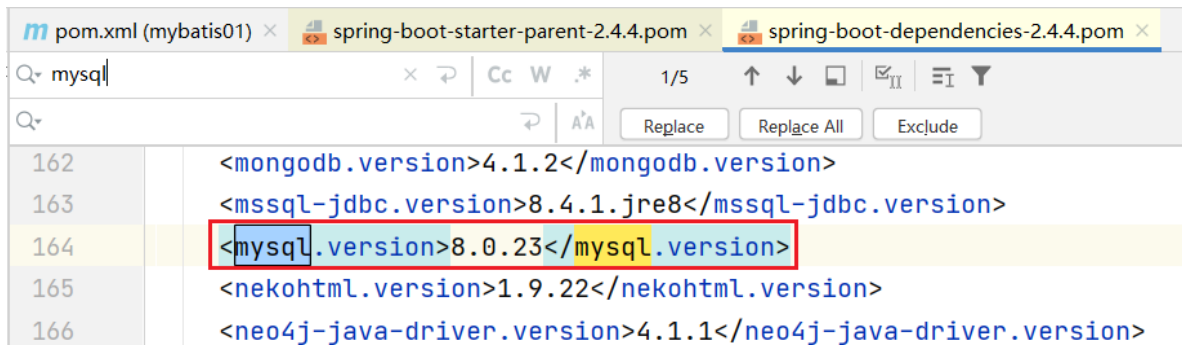 pom.xml (mybatis01) × spring-boot-starter-parent-2.4.4.pom × spring-boot-dependencies-2.4.4.pom ×
mysql × Cc W .* 1/5
Replace Replace All Exclude
162 <mongodb.version>4.1.2</mongodb.version>
163 <mssql-jdbc.version>8.4.1.jre8</mssql-jdbc.version>
164 <mysql.version>8.0.23</mysql.version>
165 <nekohtml.version>1.9.22</nekohtml.version>
166 <neo4j-java-driver.version>4.1.1</neo4j-java-driver.version>